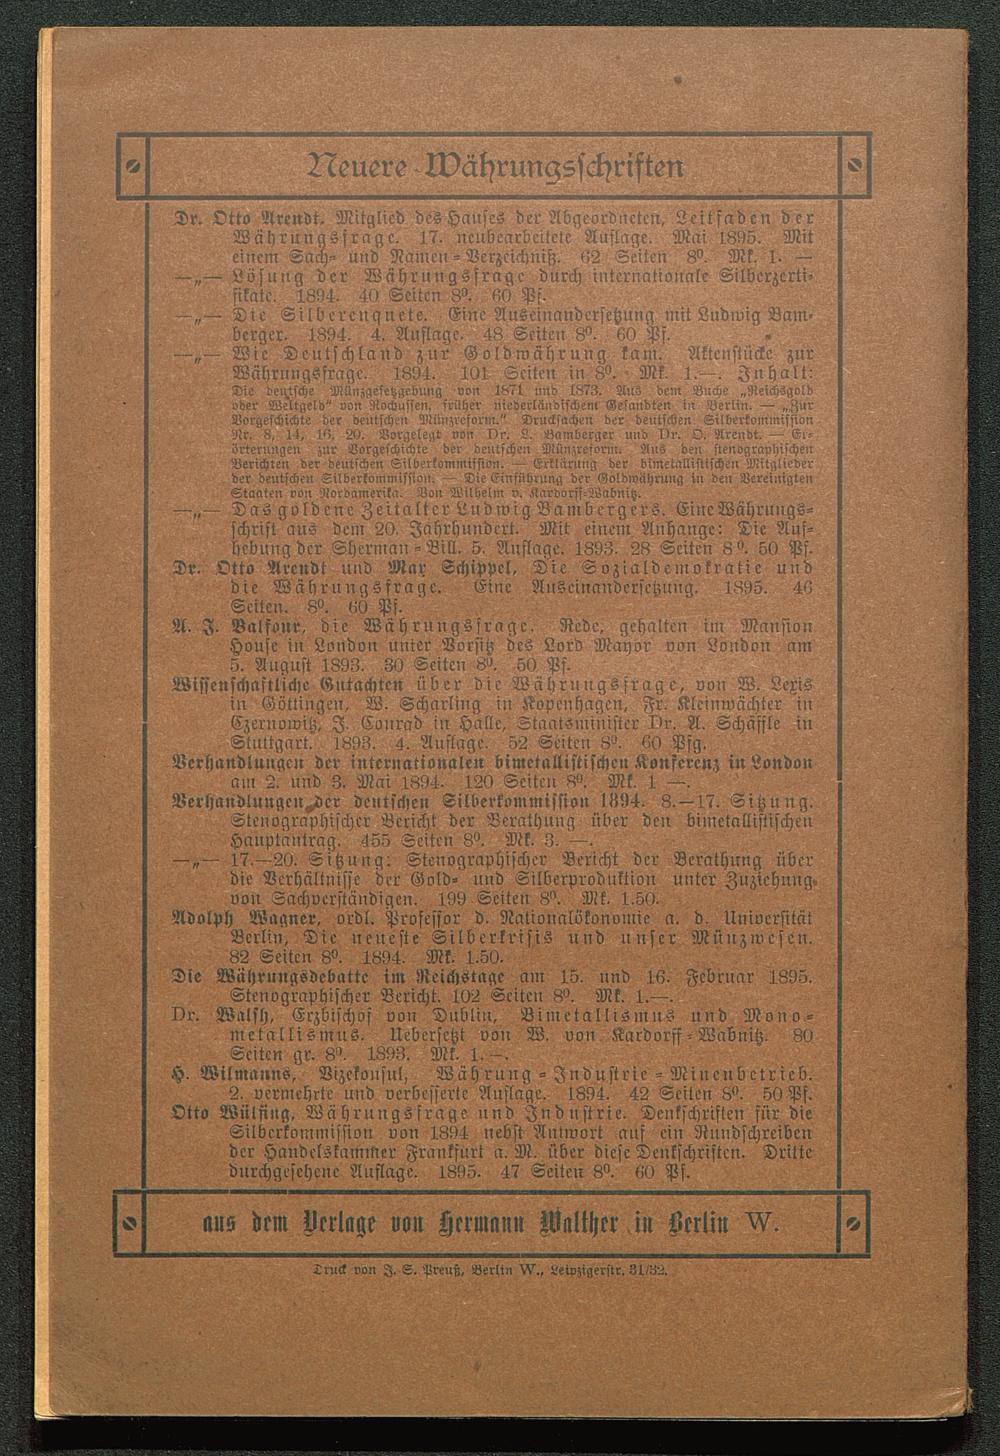 Neuere Währungsschriften
Dr. Otto Arendt. Mitglied des Hauses der Abgeordneten, Leitfaden der
Währungsfrage. 17. neubearbeitete Auflage. Mai 1895. Mit
einem Sach- und Namen-Verzeichniß. 62 Seiten 8⁰. Mk. 1. —
—„— Lösung der Währungsfrage durch internationale Silberzerti-
fikate. 1894. 40 Seiten 8⁰. 60 Pf.
—„— Die Silberenquete. Eine Auseinandersetzung mit Ludwig Bam-
berger. 1894. 4. Auflage. 48 Seiten 8⁰. 60 Pf.
—„— Wie Deutschland zur Goldwährung kam. Aktenstücke zur
Währungsfrage. 1894. 101 Seiten in 8⁰. Mk. 1.—. Inhalt:
Die deutsche Münzgesetzgebung von 1871 und 1873. Aus dem Buche „Reichsgold
oder Weltgeld“ von Rochussen, früher niederländischem Gesandten in Berlin. — „Zur
Vorgeschichte der deutschen Münzreform.“ Drucksachen der deutschen Silberkommission
Nr. 8, 14, 16, 20. Vorgelegt von Dr. L. Bamberger und Dr. O. Arendt. — Er-
örterungen zur Vorgeschichte der deutschen Münzreform. Aus den stenographischen
Berichten der deutschen Silberkommission. — Erklärung der bimetallistischen Mitglieder
der deutschen Silberkommission. — Die Einführung der Goldwährung in den Vereinigten
Staaten von Nordamerika. Von Wilhelm v. Kardorff-Wabnitz.
—„— Das goldene Zeitalter Ludwig Bambergers. Eine Währungs-
schrift aus dem 20. Jahrhundert. Mit einem Anhange: Die Auf-
hebung der Sherman-Bill. 5. Auflage. 1893. 28 Seiten 8⁰. 50 Pf.
Dr. Otto Arendt und Max Schippel, Die Sozialdemokratie und
die Währungsfrage. Eine Auseinandersetzung. 1895. 46
Seiten. 8⁰. 60 Pf.
A. J. Balfour, die Währungsfrage. Rede, gehalten im Mansion
House in London unter Vorsitz des Lord Mayor von London am
5. August 1893. 30 Seiten 8⁰. 50 Pf.
Wissenschaftliche Gutachten über die Währungsfrage, von W. Lexis
in Göttingen, W. Scharling in Kopenhagen, Fr. Kleinwächter in
Czernowitz, J. Conrad in Halle, Staatsminister Dr. A. Schäffle in
Stuttgart. 1893. 4. Auflage. 52 Seiten 8⁰. 60 Pfg.
Verhandlungen der internationalen bimetallistischen Konferenz in London
am 2. und 3. Mai 1894. 120 Seiten 8⁰. Mk. 1 —.
Verhandlungen der deutschen Silberkommission 1894. 8.—17. Sitzung.
Stenographischer Bericht der Berathung über den bimetallistischen
Hauptantrag. 455 Seiten 8⁰. Mk. 3. —.
—„— 17.—20. Sitzung: Stenographischer Bericht der Berathung über
die Verhältnisse der Gold- und Silberproduktion unter Zuziehung
von Sachverständigen. 199 Seiten 8⁰. Mk. 1.50.
Adolph Wagner, ordl. Professor d. Nationalökonomie a. d. Universität
Berlin, Die neueste Silberkrisis und unser Münzwesen.
82 Seiten 8⁰. 1894. Mk. 1.50.
Die Währungsdebatte im Reichstage am 15. und 16. Februar 1895.
Stenographischer Bericht. 102 Seiten 8⁰. Mk. 1.—.
Dr. Walsh, Erzbischof von Dublin, Bimetallismus und Mono-
metallismus. Uebersetzt von W. von Kardorff-Wabnitz. 80
Seiten gr. 8⁰. 1893. Mk. 1. —.
H. Wilmanns, Vizekonsul, Währung-Industrie-Minenbetrieb.
2. vermehrte und verbesserte Auflage. 1894. 42 Seiten 8⁰. 50 Pf.
Otto Wülfing, Währungsfrage und Industrie. Denkschriften für die
Silberkommission von 1894 nebst Antwort auf ein Rundschreiben
der Handelskammer Frankfurt a. M. über diese Denkschriften. Dritte
durchgesehene Auflage. 1895. 47 Seiten 8⁰. 60 Pf.
aus dem Verlage von Hermann Walther in Berlin W.
Druck von J. S. Preuß, Berlin W., Leipzigerstr. 31/32.